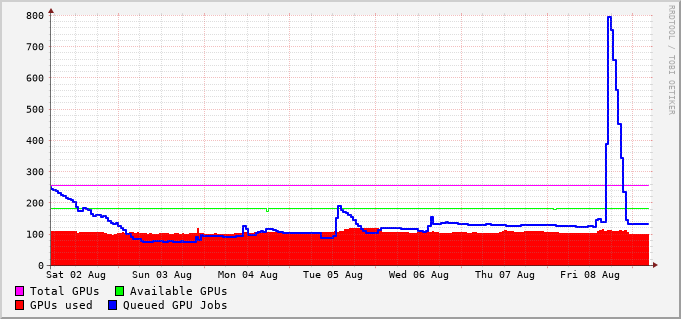 800
700
600
500
400
300
200
100
0
Sat 02 Aug Sun 03 Aug Mon 04 Aug Tue 05 Aug Wed 06 Aug Thu 07 Aug Fri 08 Aug
Total GPUs Available GPUs
GPUs used Queued GPU Jobs
RRDTOOL / TOBI OETIKER